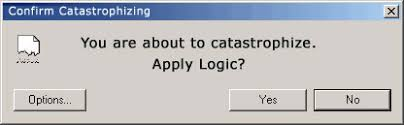 Confirm Catastrophizing
You are about to catastrophize.
Apply Logic?
Options...
Yes
No